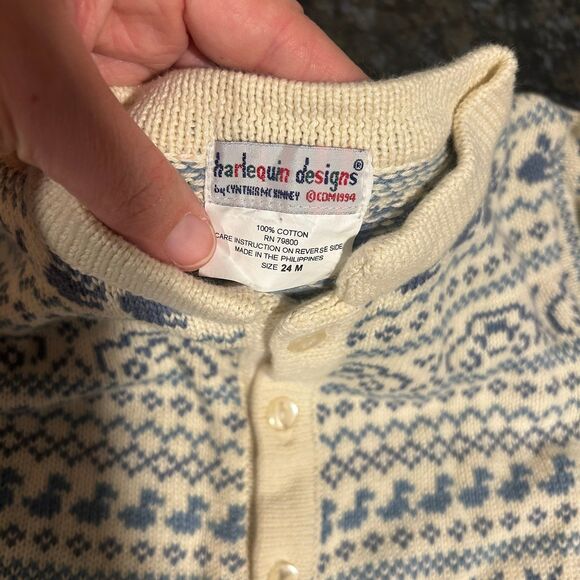 harlequin designs®
by CYNTHIA MCKINNEY ©CDM1994
100% COTTON
RN 79800
CARE INSTRUCTION ON REVERSE SIDE
MADE IN THE PHILIPPINES
SIZE 24 M